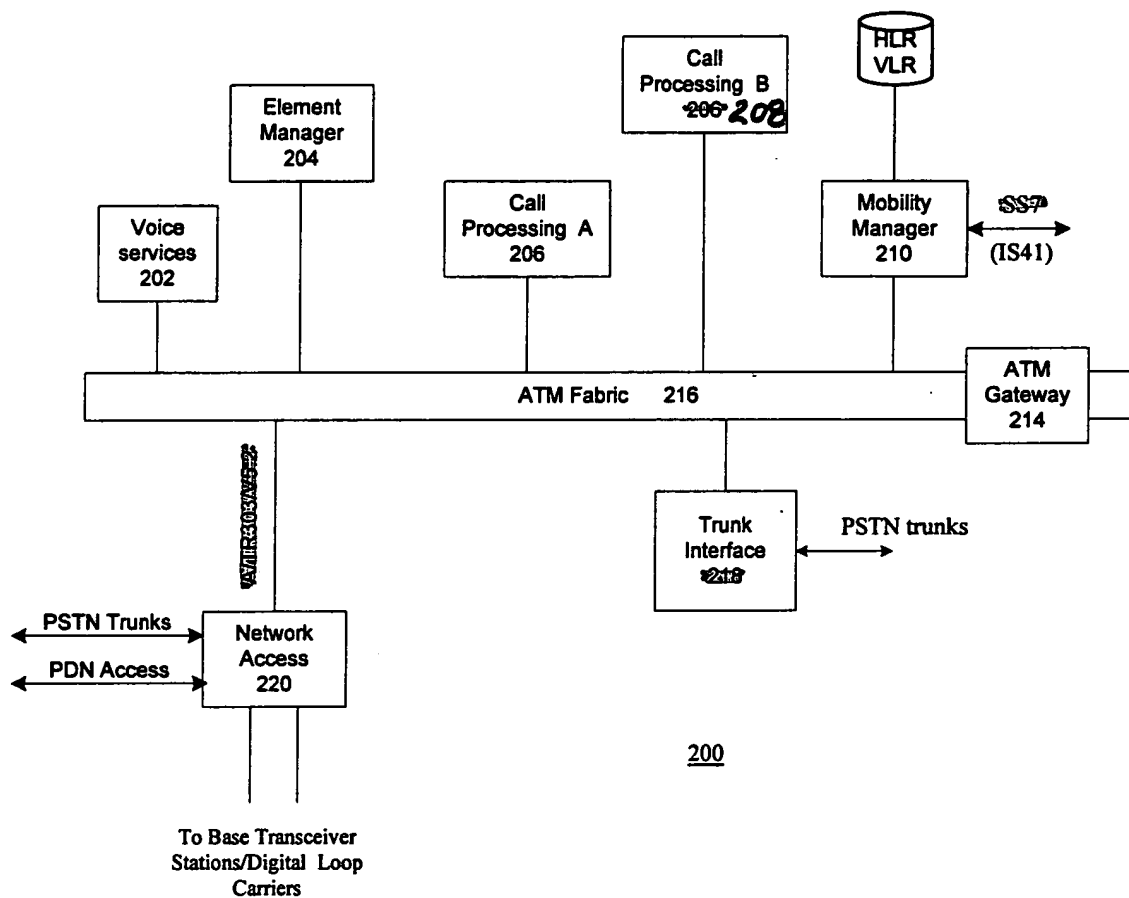 HLR
VLR
Call
Processing B
206 208
Element
Manager
204
Call
Processing A
206
Mobility
Manager
210
SS7
(IS41)
Voice
services
202
ATM Fabric 216
ATM
Gateway
214
Trunk
Interface
218
PSTN trunks
PSTN Trunks
PDN Access
Network
Access
220
200
To Base Transceiver
Stations/Digital Loop
Carriers